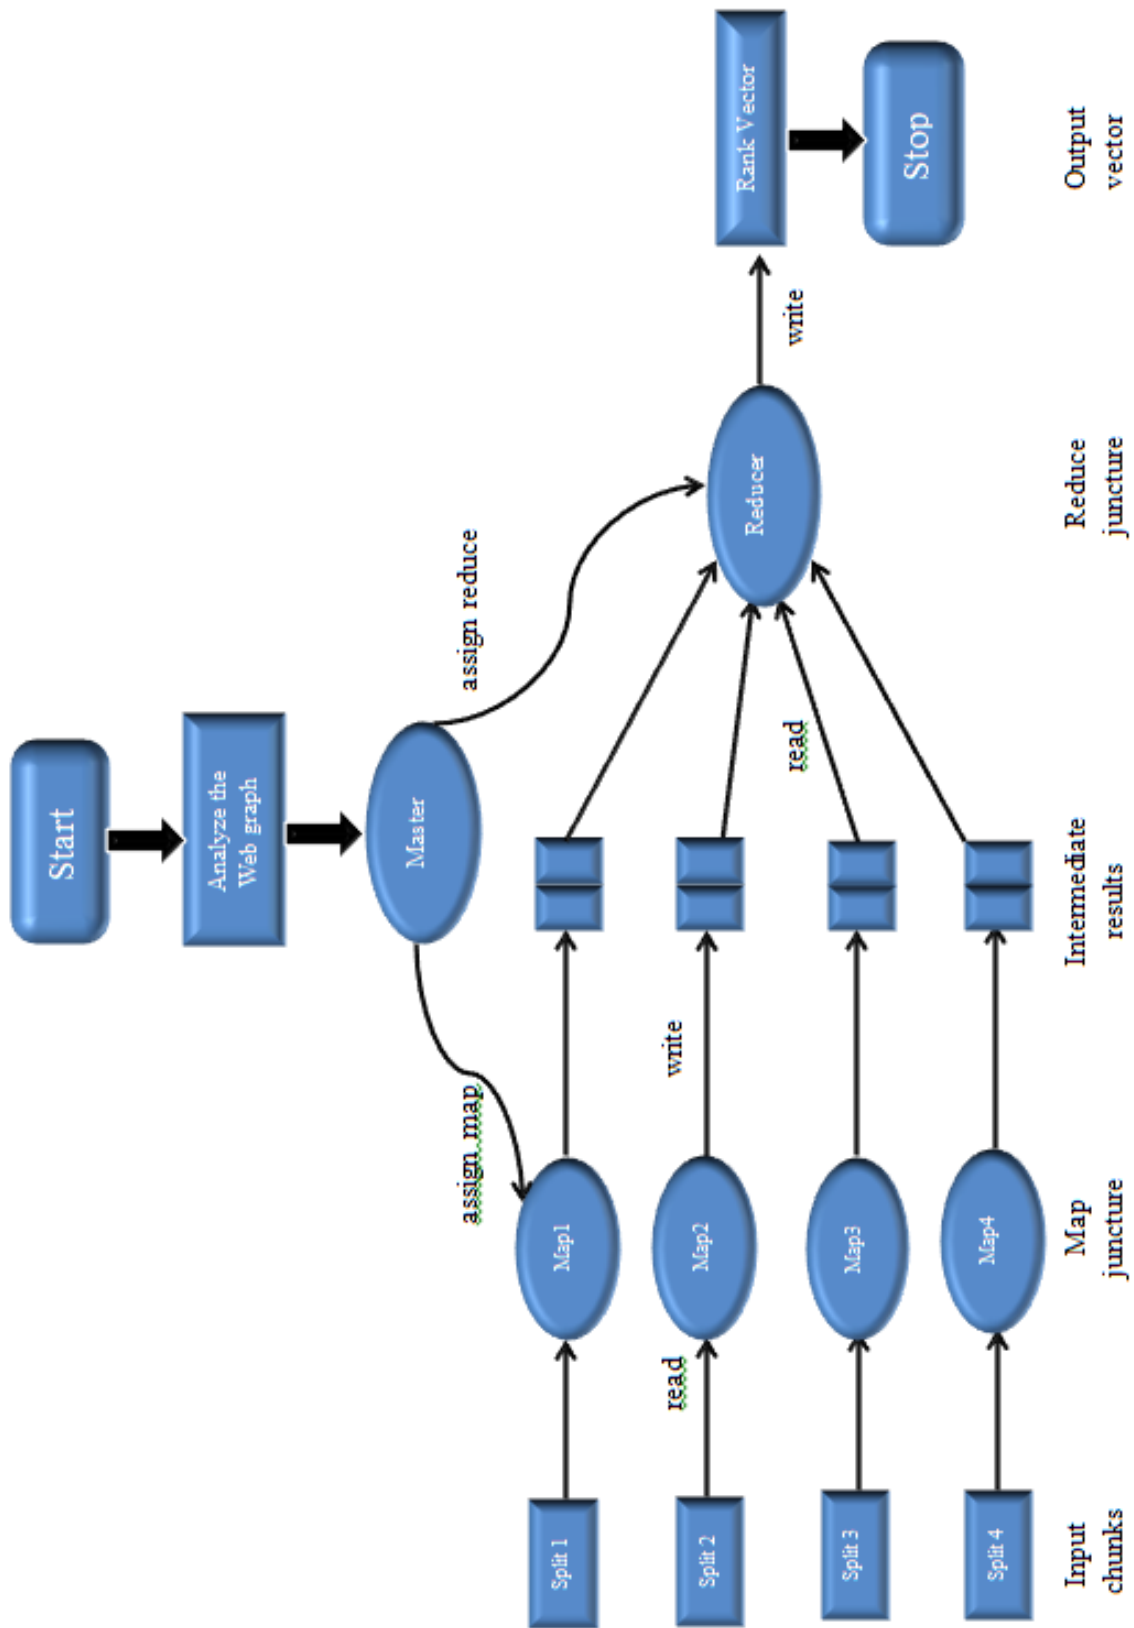 Start
Analyze the
Web graph
Master
assign map
assign reduce
Split 1
Map1
Split 2
read
Map2
write
Split 3
Map3
read
Split 4
Map4
Reducer
write
Rank Vector
Stop
Input
chunks
Map
juncture
Intermediate
results
Reduce
juncture
Output
vector